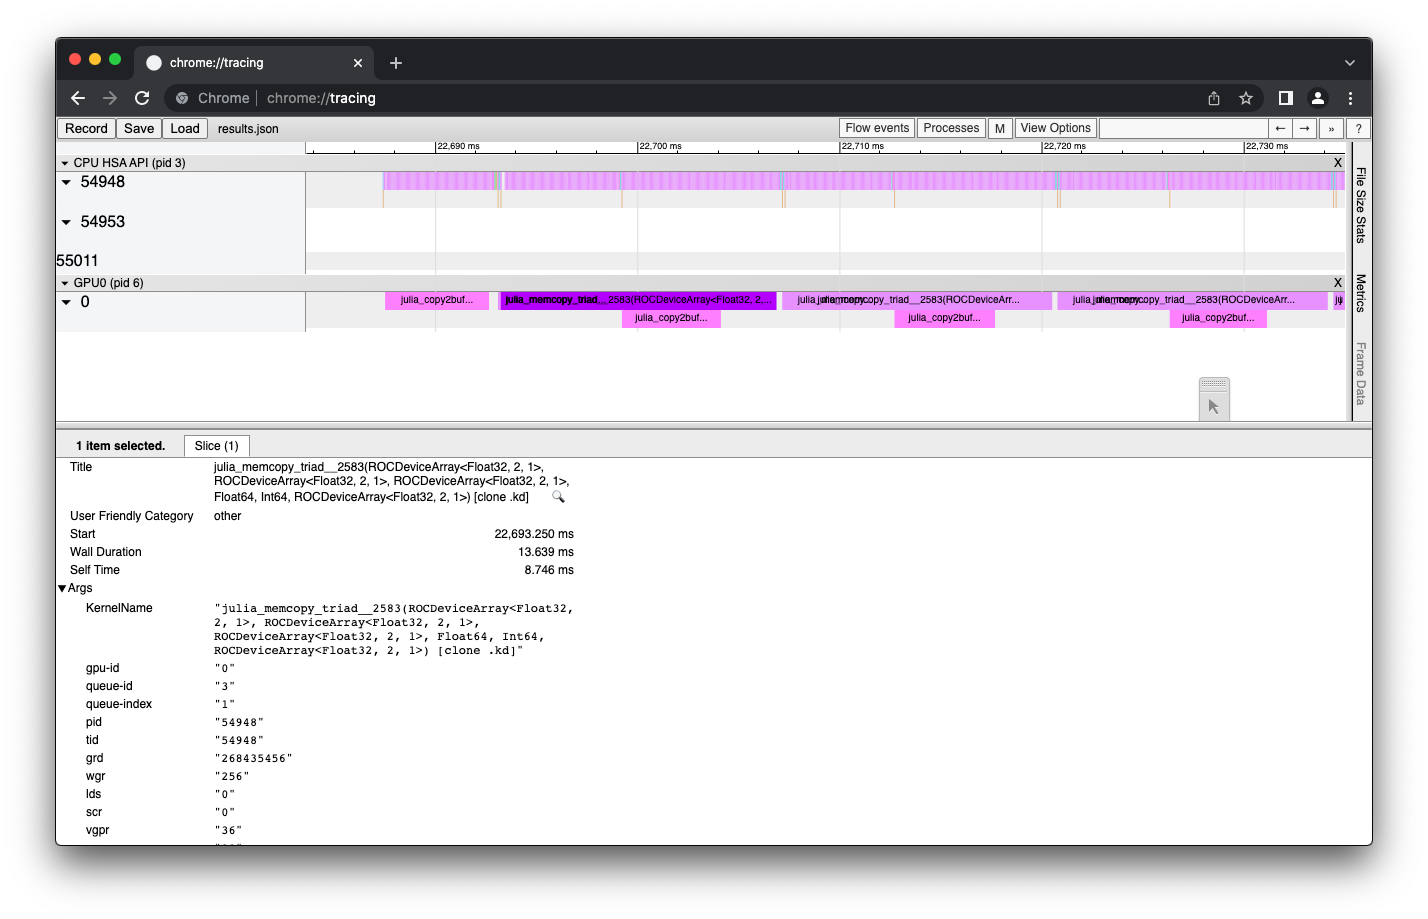 chrome://tracing
Chrome | chrome://tracing
Record Save Load results.json Flow events Processes M View Options ← → » ?
22,690 ms 22,700 ms 22,710 ms 22,720 ms 22,730 ms
CPU HSA API (pid 3) X
54948
54953
55011
GPU0 (pid 6) X
0 julia_copy2buf... julia_memcopy_triad__2583(ROCDeviceArray<Float32, 2,... copy_triad__2583(ROCDeviceArr... copy_triad__2583(ROCDeviceArr...
julia_copy2buf... julia_copy2buf... julia_copy2buf...
File Size Stats
Metrics
Frame Data
1 item selected. Slice (1)
Title julia_memcopy_triad__2583(ROCDeviceArray<Float32, 2, 1>,
ROCDeviceArray<Float32, 2, 1>, ROCDeviceArray<Float32, 2, 1>,
Float64, Int64, ROCDeviceArray<Float32, 2, 1>) [clone .kd]
User Friendly Category other
Start 22,693.250 ms
Wall Duration 13.639 ms
Self Time 8.746 ms
Args
KernelName "julia_memcopy_triad__2583(ROCDeviceArray<Float32,
2, 1>, ROCDeviceArray<Float32, 2, 1>,
ROCDeviceArray<Float32, 2, 1>, Float64, Int64,
ROCDeviceArray<Float32, 2, 1>) [clone .kd]"
gpu-id "0"
queue-id "3"
queue-index "1"
pid "54948"
tid "54948"
grd "268435456"
wgr "256"
lds "0"
scr "0"
vgpr "36"